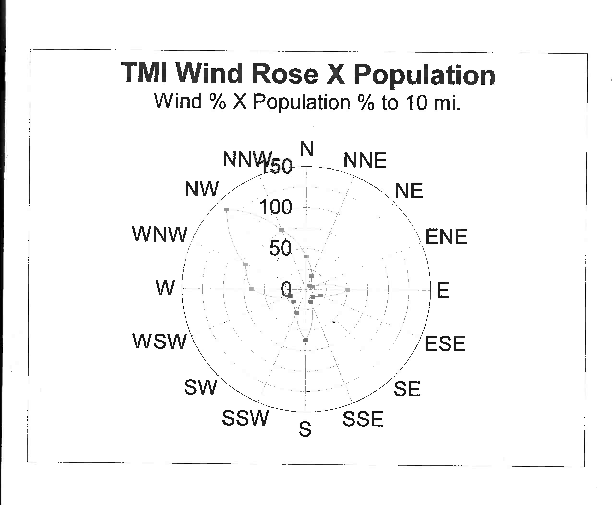 TMI Wind Rose X Population
Wind % X Population % to 10 mi.
N
NNW
150
NNE
NW
100
NE
WNW
50
ENE
W
0
E
WSW
ESE
SW
SE
SSW
SSE
S